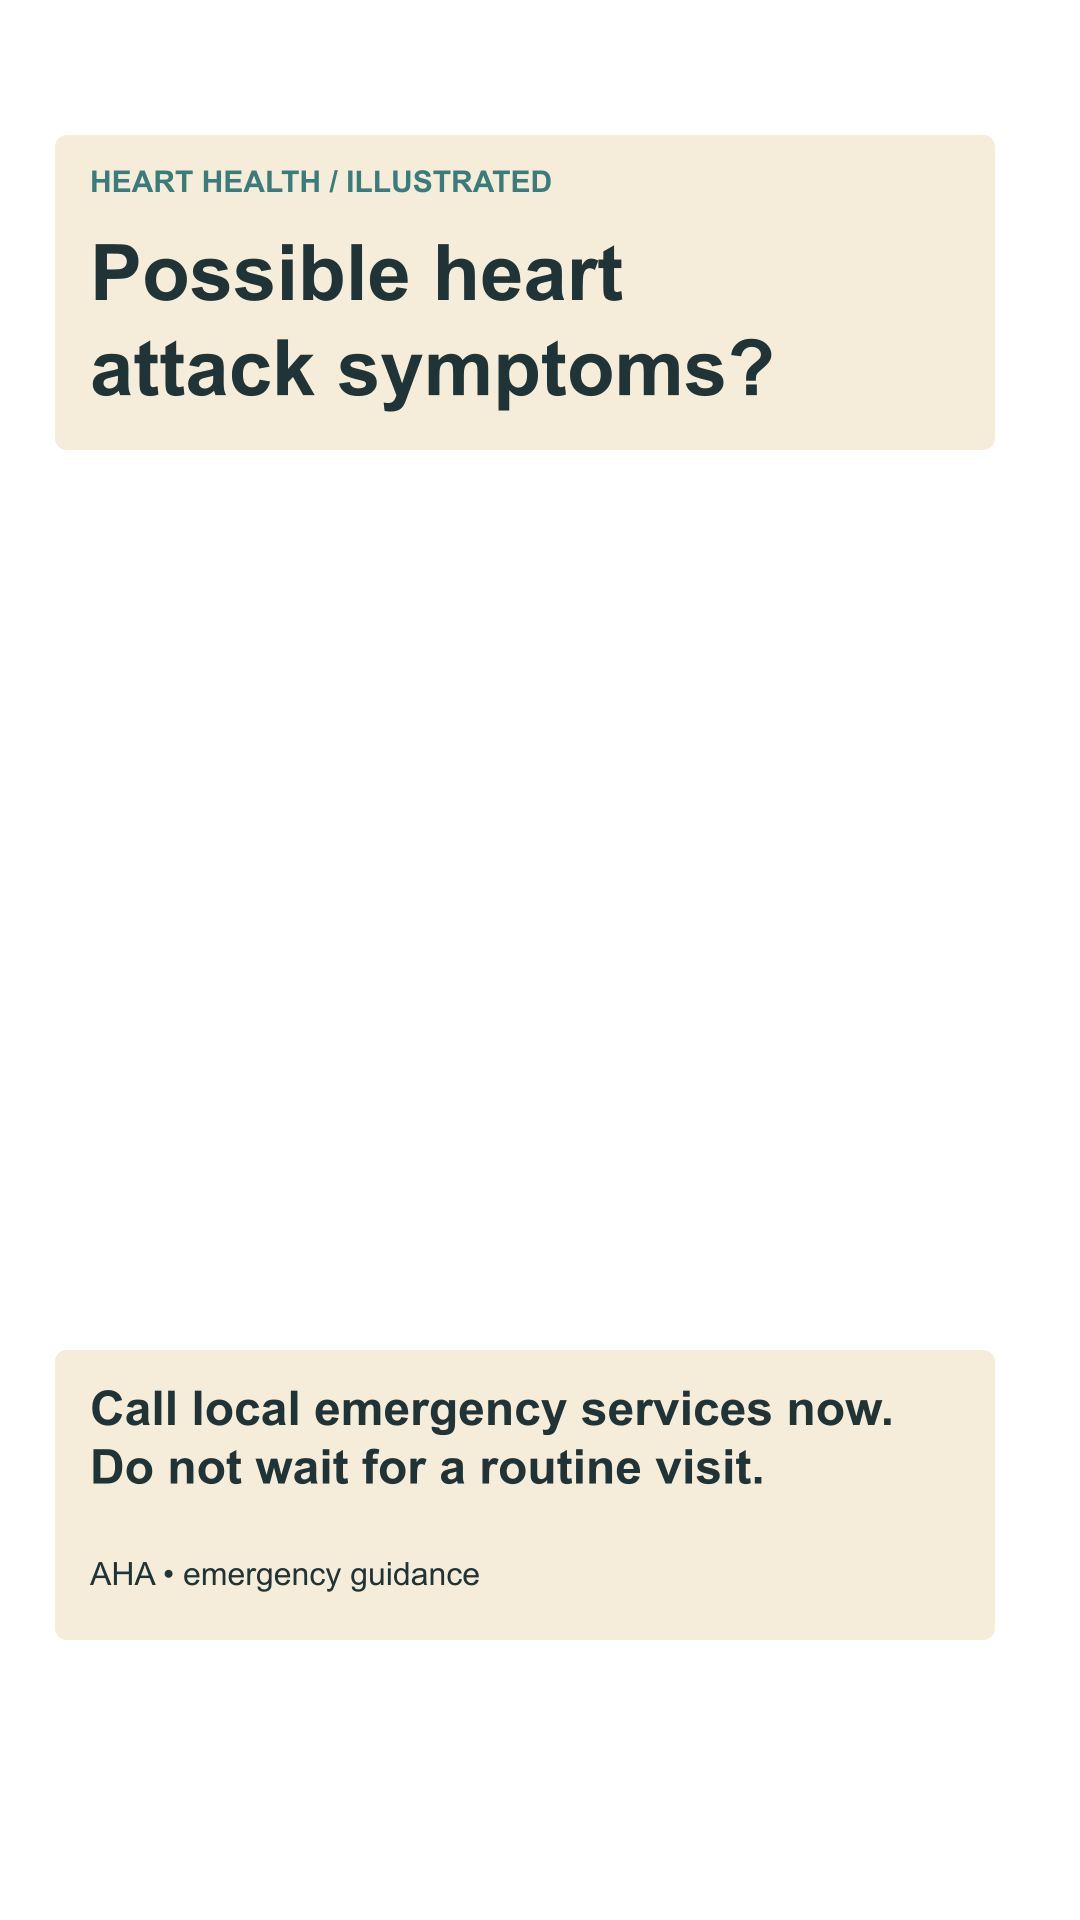 HEART HEALTH / ILLUSTRATED
Possible heart
attack symptoms?
Call local emergency services now.
Do not wait for a routine visit.
AHA • emergency guidance